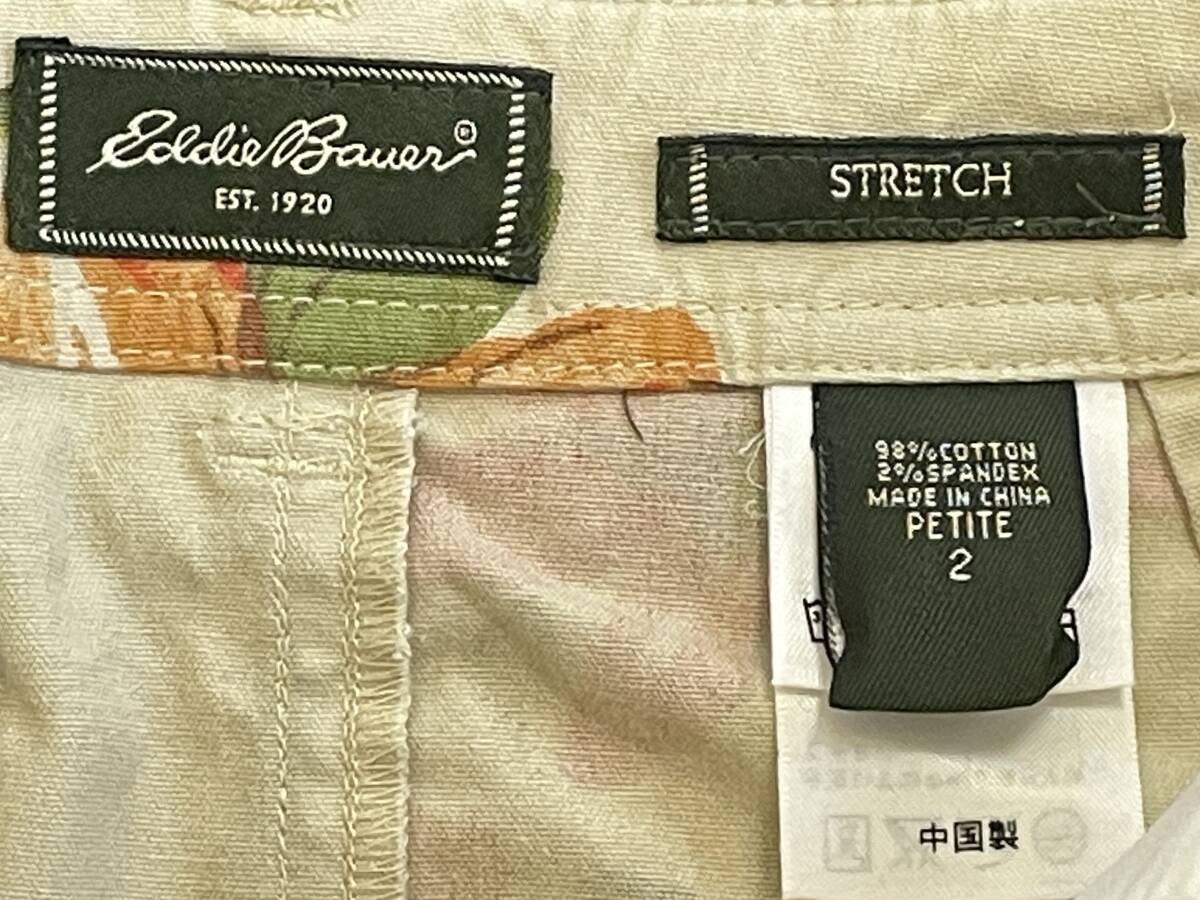 Eddie Bauer®
EST. 1920
STRETCH
98%COTTON
2%SPANDEX
MADE IN CHINA
PETITE
2
中国製